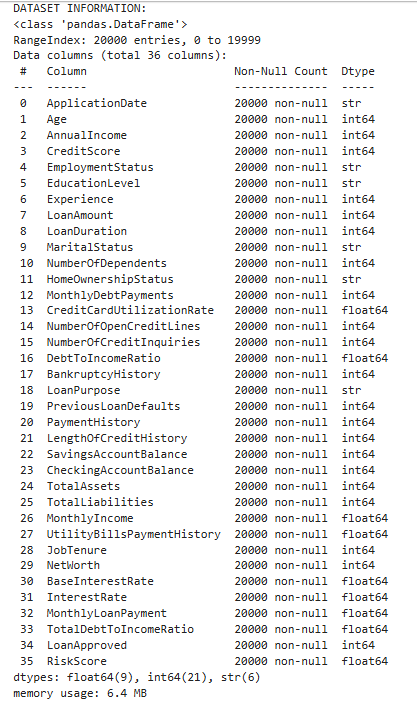 DATASET INFORMATION:
<class 'pandas.DataFrame'>
RangeIndex: 20000 entries, 0 to 19999
Data columns (total 36 columns):
 #   Column                      Non-Null Count  Dtype
---  ------                      --------------  -----
 0   ApplicationDate             20000 non-null  str
 1   Age                         20000 non-null  int64
 2   AnnualIncome                20000 non-null  int64
 3   CreditScore                 20000 non-null  int64
 4   EmploymentStatus            20000 non-null  str
 5   EducationLevel              20000 non-null  str
 6   Experience                  20000 non-null  int64
 7   LoanAmount                  20000 non-null  int64
 8   LoanDuration                20000 non-null  int64
 9   MaritalStatus               20000 non-null  str
 10  NumberOfDependents          20000 non-null  int64
 11  HomeOwnershipStatus         20000 non-null  str
 12  MonthlyDebtPayments         20000 non-null  int64
 13  CreditCardUtilizationRate   20000 non-null  float64
 14  NumberOfOpenCreditLines     20000 non-null  int64
 15  NumberOfCreditInquiries     20000 non-null  int64
 16  DebtToIncomeRatio           20000 non-null  float64
 17  BankruptcyHistory           20000 non-null  int64
 18  LoanPurpose                 20000 non-null  str
 19  PreviousLoanDefaults        20000 non-null  int64
 20  PaymentHistory              20000 non-null  int64
 21  LengthOfCreditHistory       20000 non-null  int64
 22  SavingsAccountBalance       20000 non-null  int64
 23  CheckingAccountBalance      20000 non-null  int64
 24  TotalAssets                 20000 non-null  int64
 25  TotalLiabilities            20000 non-null  int64
 26  MonthlyIncome               20000 non-null  float64
 27  UtilityBillsPaymentHistory  20000 non-null  float64
 28  JobTenure                   20000 non-null  int64
 29  NetWorth                    20000 non-null  int64
 30  BaseInterestRate            20000 non-null  float64
 31  InterestRate                20000 non-null  float64
 32  MonthlyLoanPayment          20000 non-null  float64
 33  TotalDebtToIncomeRatio      20000 non-null  float64
 34  LoanApproved                20000 non-null  int64
 35  RiskScore                   20000 non-null  float64
dtypes: float64(9), int64(21), str(6)
memory usage: 6.4 MB